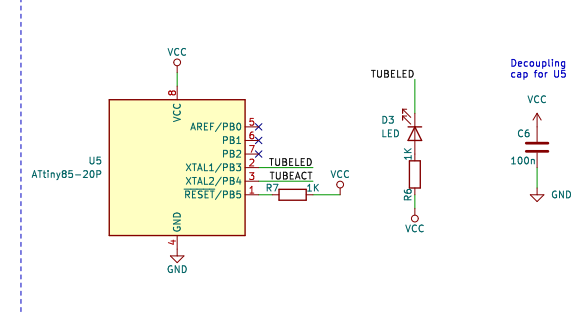 VCC
8
VCC
U5
ATtiny85-20P
AREF/PB0
5
PB1
6
PB2
7
XTAL1/PB3
2
TUBELED
XTAL2/PB4
3
TUBEACT
RESET/PB5
1
R7
1K
VCC
GND
4
GND
TUBELED
D3
LED
1K
R6
VCC
Decoupling
cap for U5
VCC
C6
100n
GND